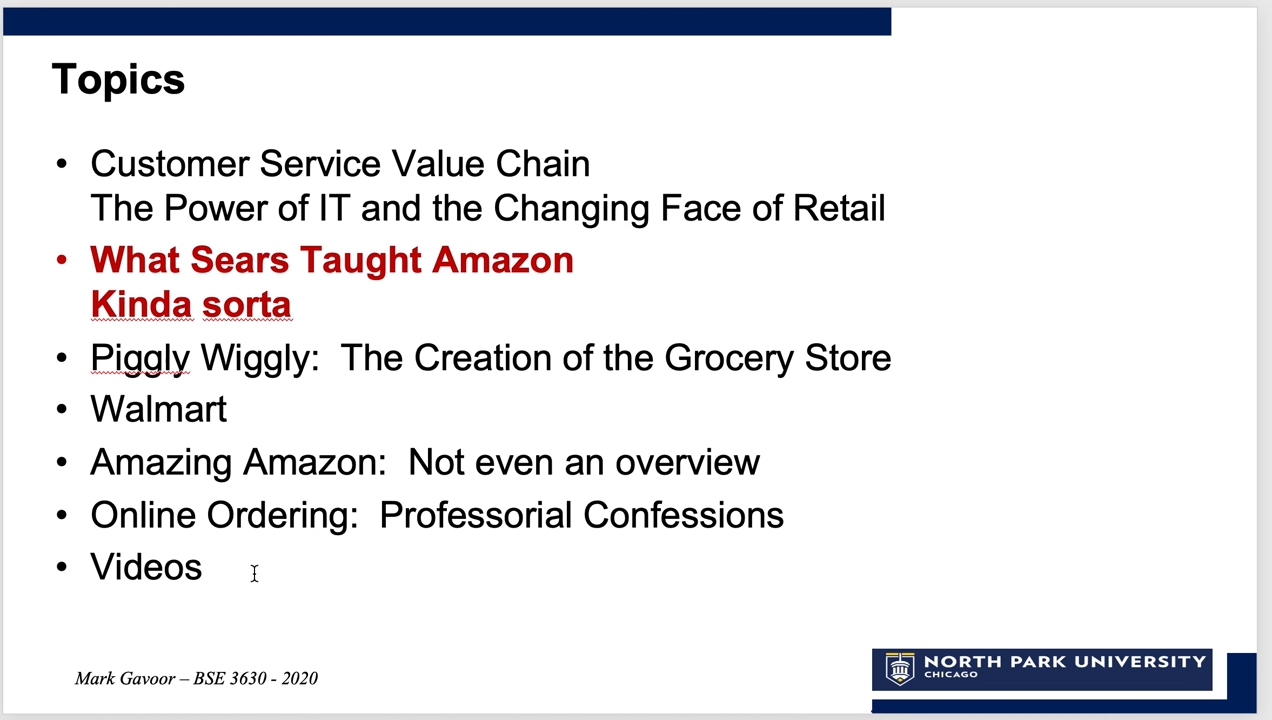 Topics
• Customer Service Value Chain
The Power of IT and the Changing Face of Retail
• What Sears Taught Amazon
Kinda sorta
• Piggly Wiggly:  The Creation of the Grocery Store
• Walmart
• Amazing Amazon:  Not even an overview
• Online Ordering:  Professorial Confessions
• Videos
Mark Gavoor – BSE 3630 - 2020
NORTH PARK UNIVERSITY
CHICAGO